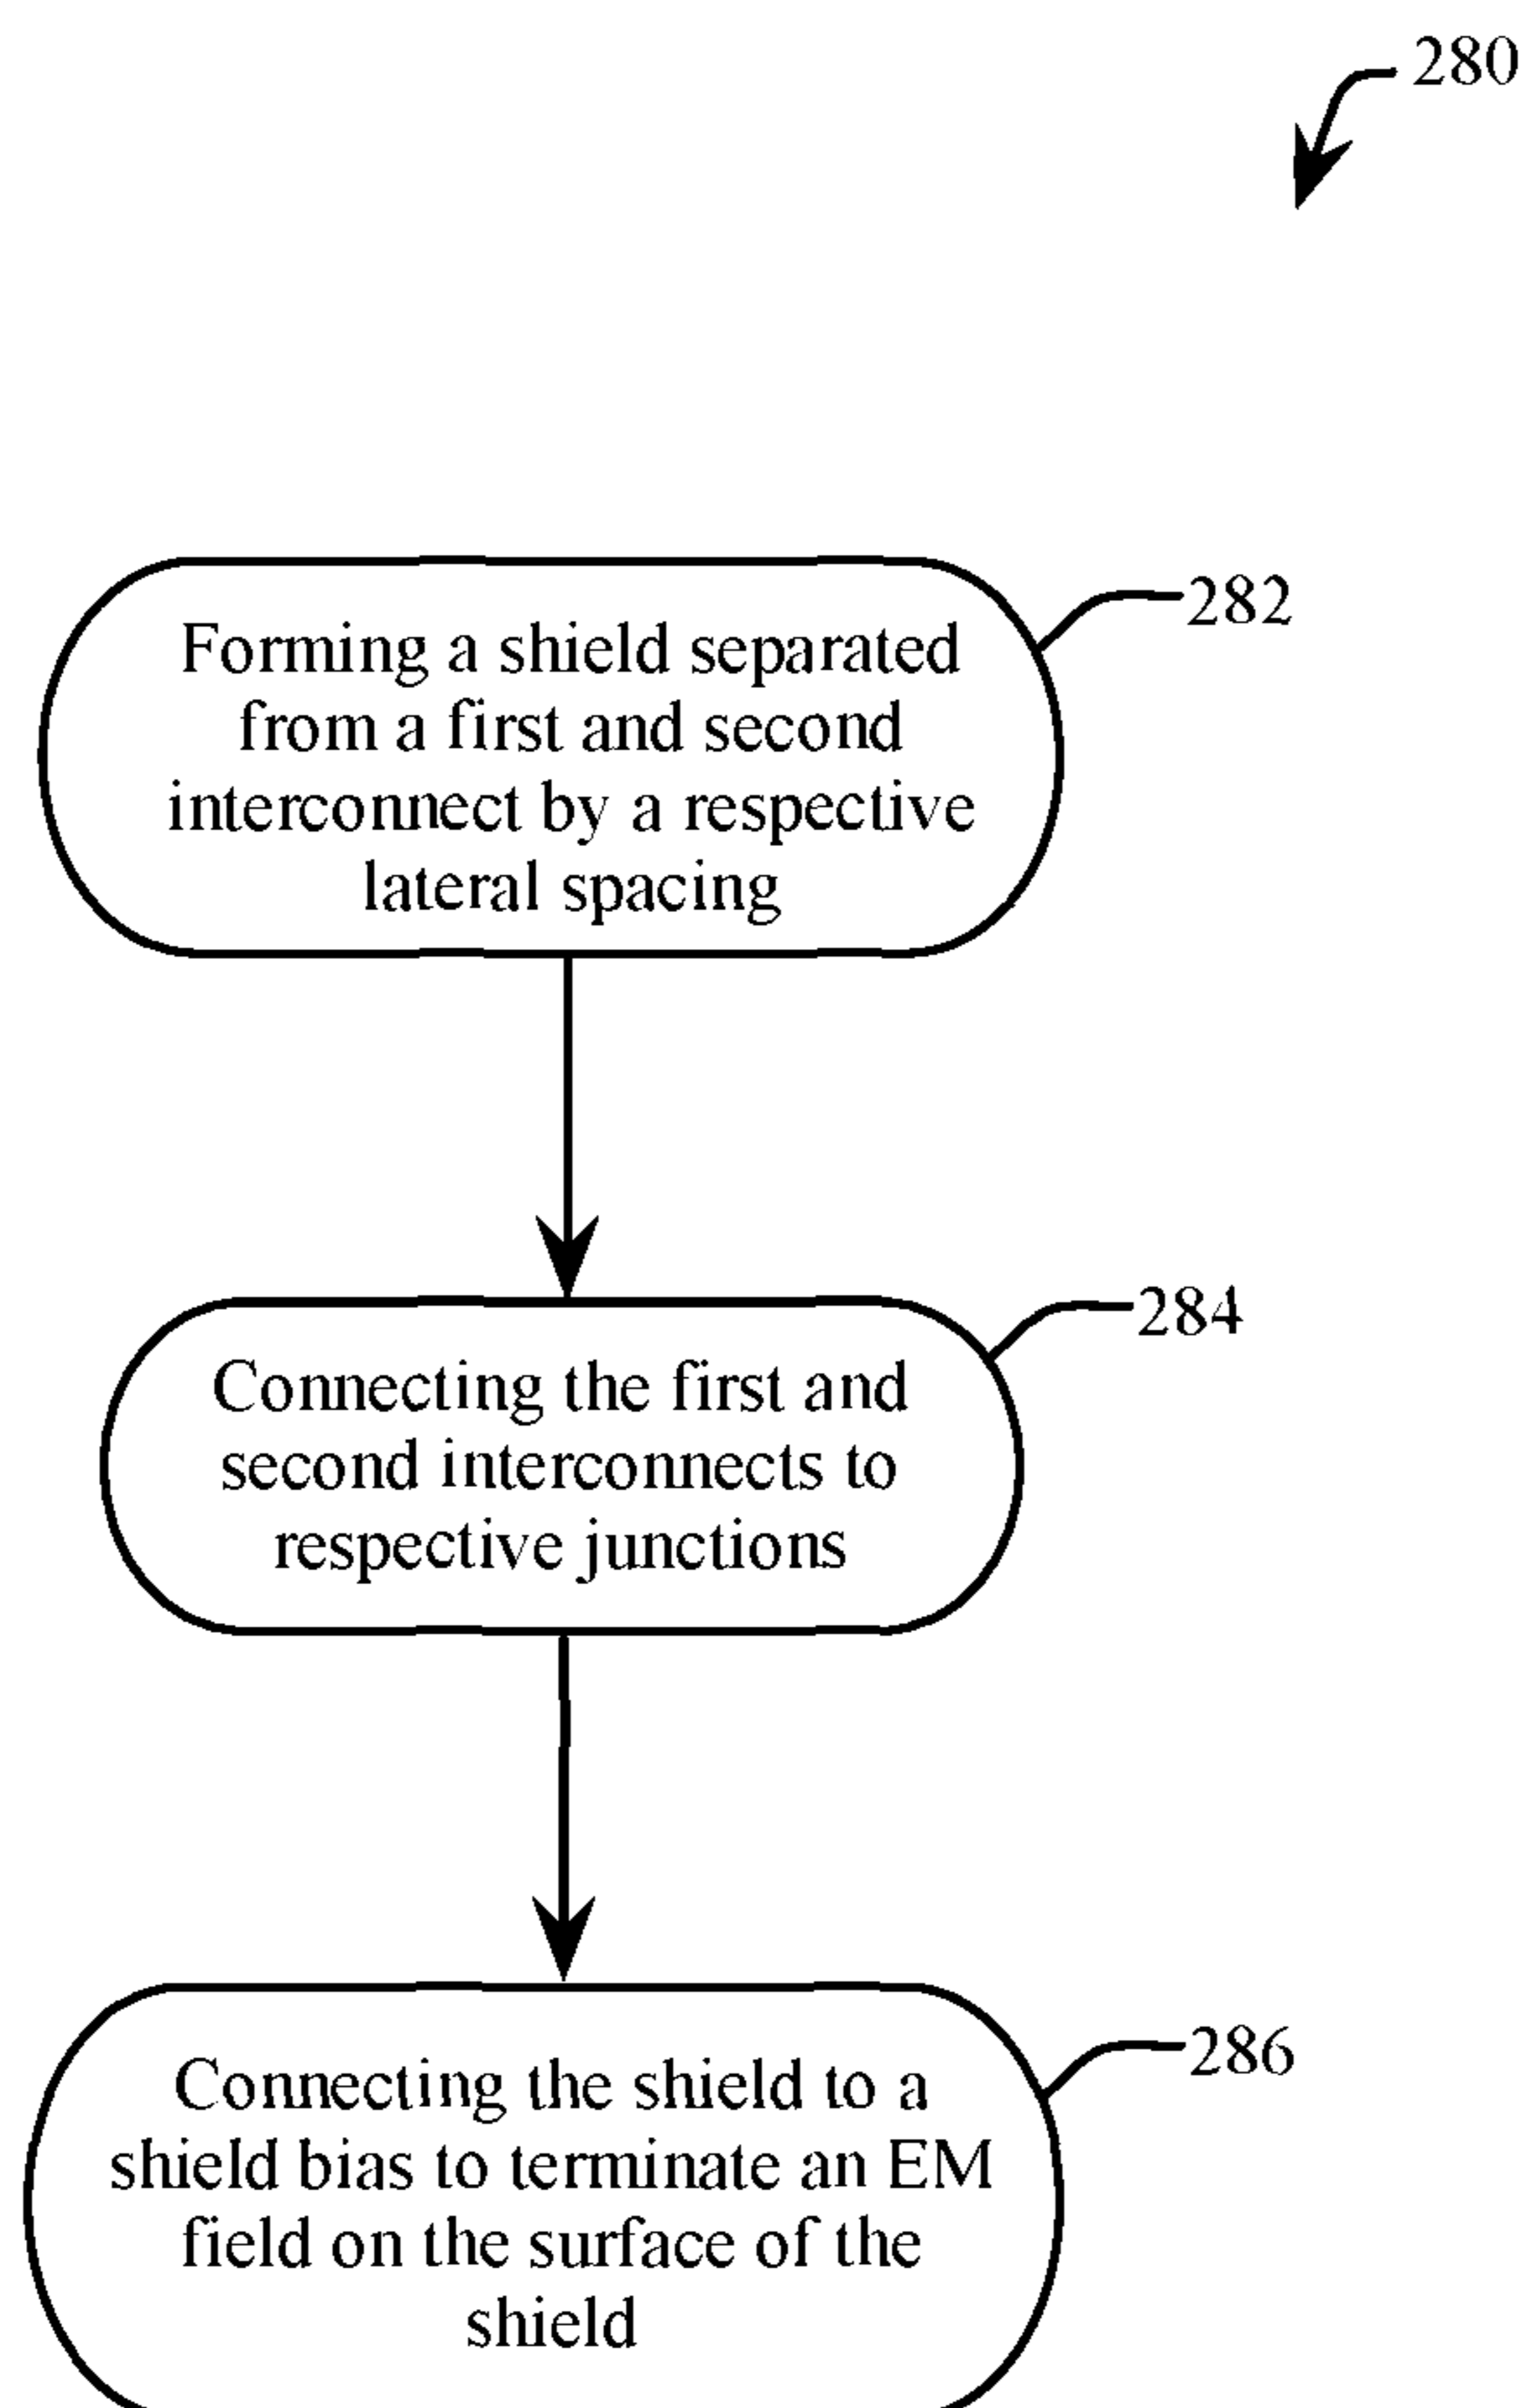 280
282
Forming a shield separated
from a first and second
interconnect by a respective
lateral spacing
284
Connecting the first and
second interconnects to
respective junctions
286
Connecting the shield to a
shield bias to terminate an EM
field on the surface of the
shield